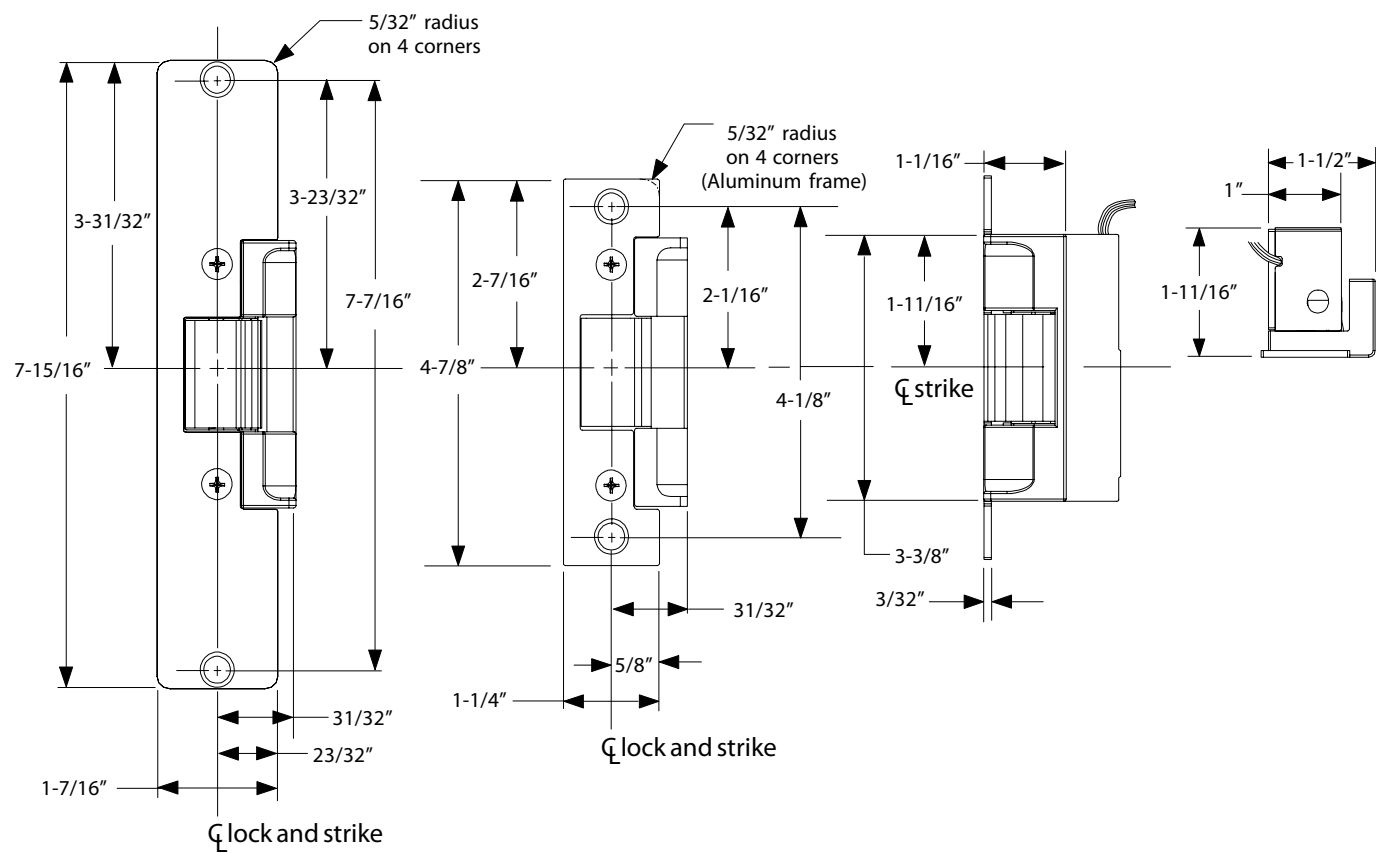 5/32” radius
on 4 corners
3-31/32”
3-23/32”
7-7/16”
7-15/16”
31/32”
23/32”
1-7/16”
℄ lock and strike
5/32” radius
on 4 corners
(Aluminum frame)
2-7/16”
2-1/16”
4-7/8”
4-1/8”
31/32”
5/8”
1-1/4”
℄ lock and strike
1-1/16”
1-11/16”
℄ strike
3-3/8”
3/32”
1-1/2”
1”
1-11/16”